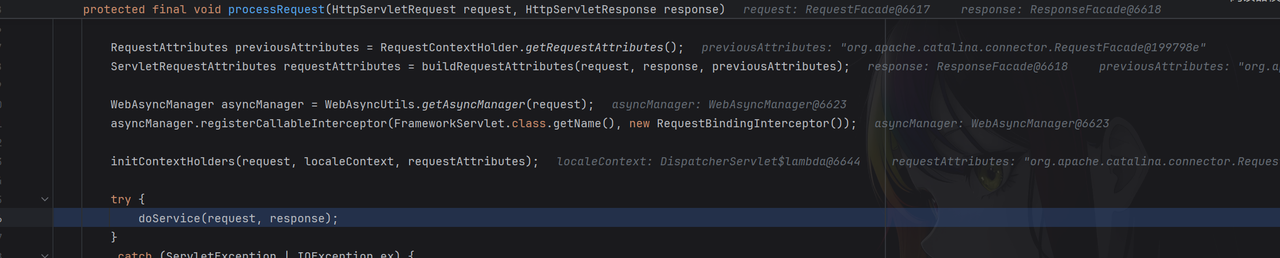 protected final void processRequest(HttpServletRequest request, HttpServletResponse response)   request: RequestFacade@6617   response: ResponseFacade@6618
RequestAttributes previousAttributes = RequestContextHolder.getRequestAttributes();   previousAttributes: "org.apache.catalina.connector.RequestFacade@199798e"
ServletRequestAttributes requestAttributes = buildRequestAttributes(request, response, previousAttributes);   response: ResponseFacade@6618   previousAttributes: "org.a
WebAsyncManager asyncManager = WebAsyncUtils.getAsyncManager(request);   asyncManager: WebAsyncManager@6623
asyncManager.registerCallableInterceptor(FrameworkServlet.class.getName(), new RequestBindingInterceptor());   asyncManager: WebAsyncManager@6623
initContextHolders(request, localeContext, requestAttributes);   localeContext: DispatcherServlet$lambda@6644   requestAttributes: "org.apache.catalina.connector.Reques
try {
doService(request, response);
}
catch (ServletException | IOException ex) {